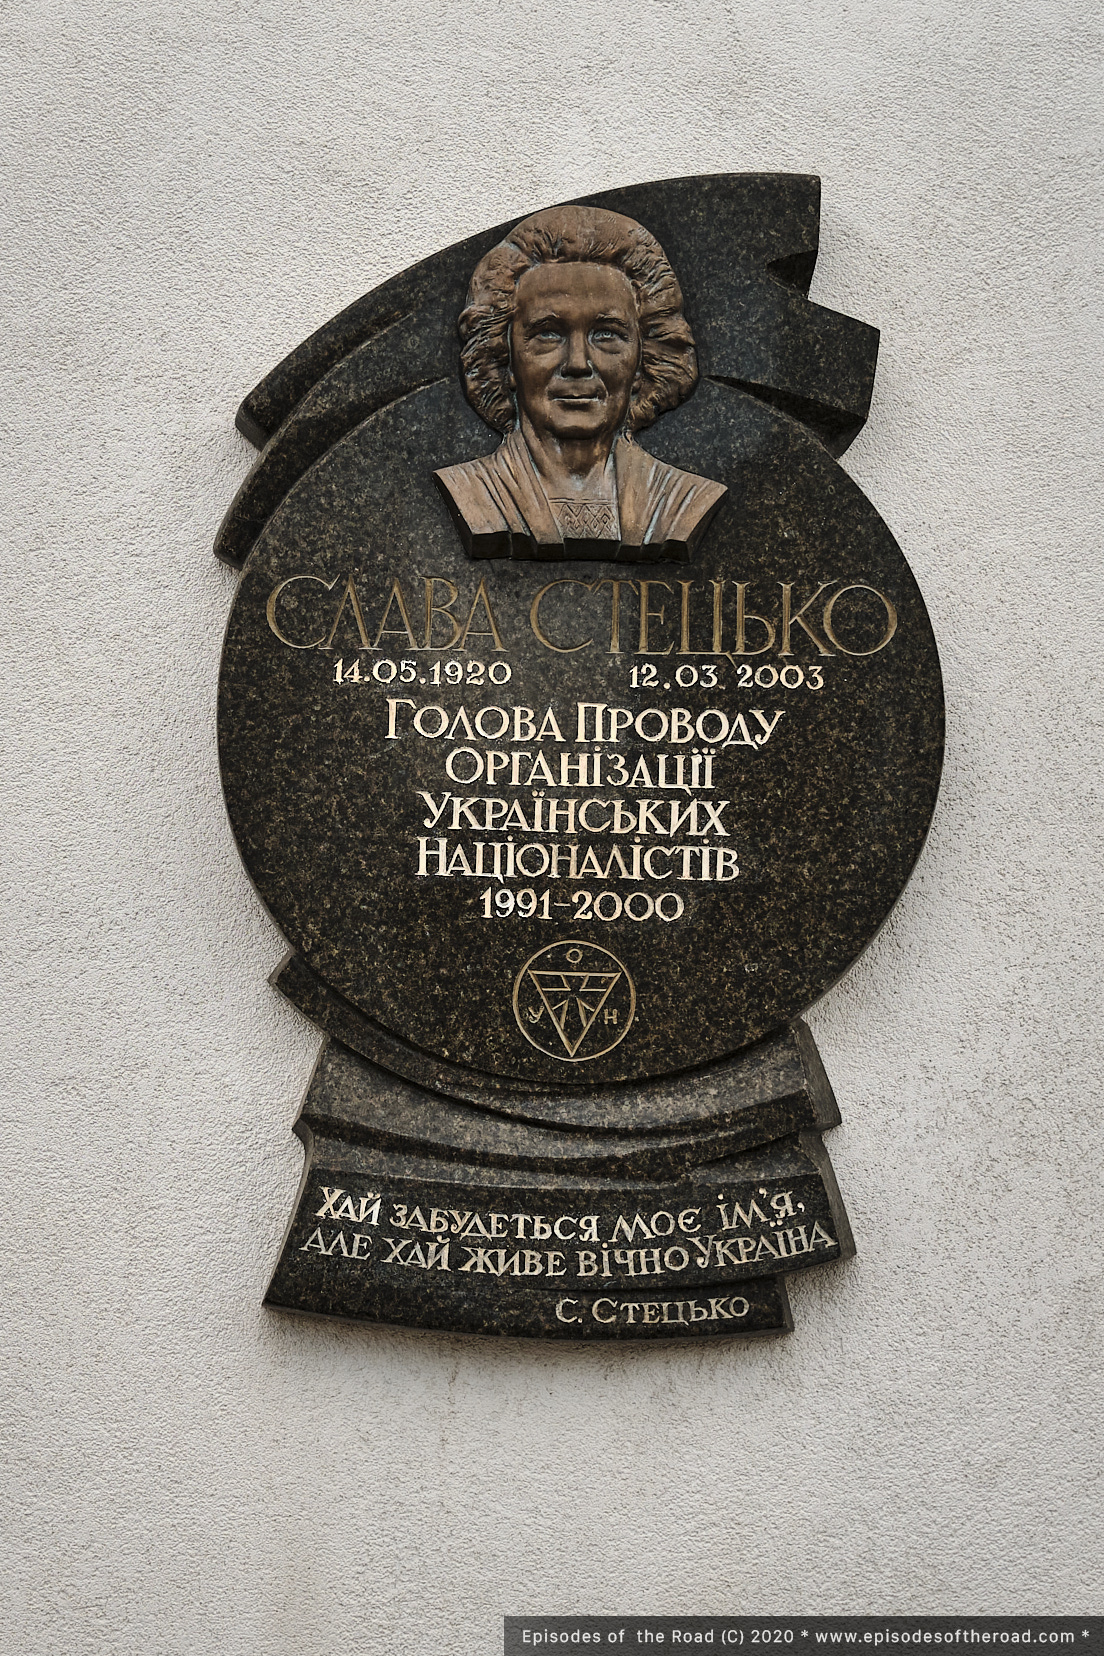 СЛАВА СТЕЦЬКО
14.05.1920 12.03 2003
ГОЛОВА ПРОВОДУ
ОРГАНІЗАЦІЇ
УКРАЇНСЬКИХ
НАЦІОНАЛІСТІВ
1991-2000
О
У Н
ХАЙ ЗАБУДЕТЬСЯ МОЄ ІМ'Я,
АЛЕ ХАЙ ЖИВЕ ВІЧНО УКРАЇНА
С. СТЕЦЬКО
Episodes of the Road (C) 2020 * www.episodesoftheroad.com *